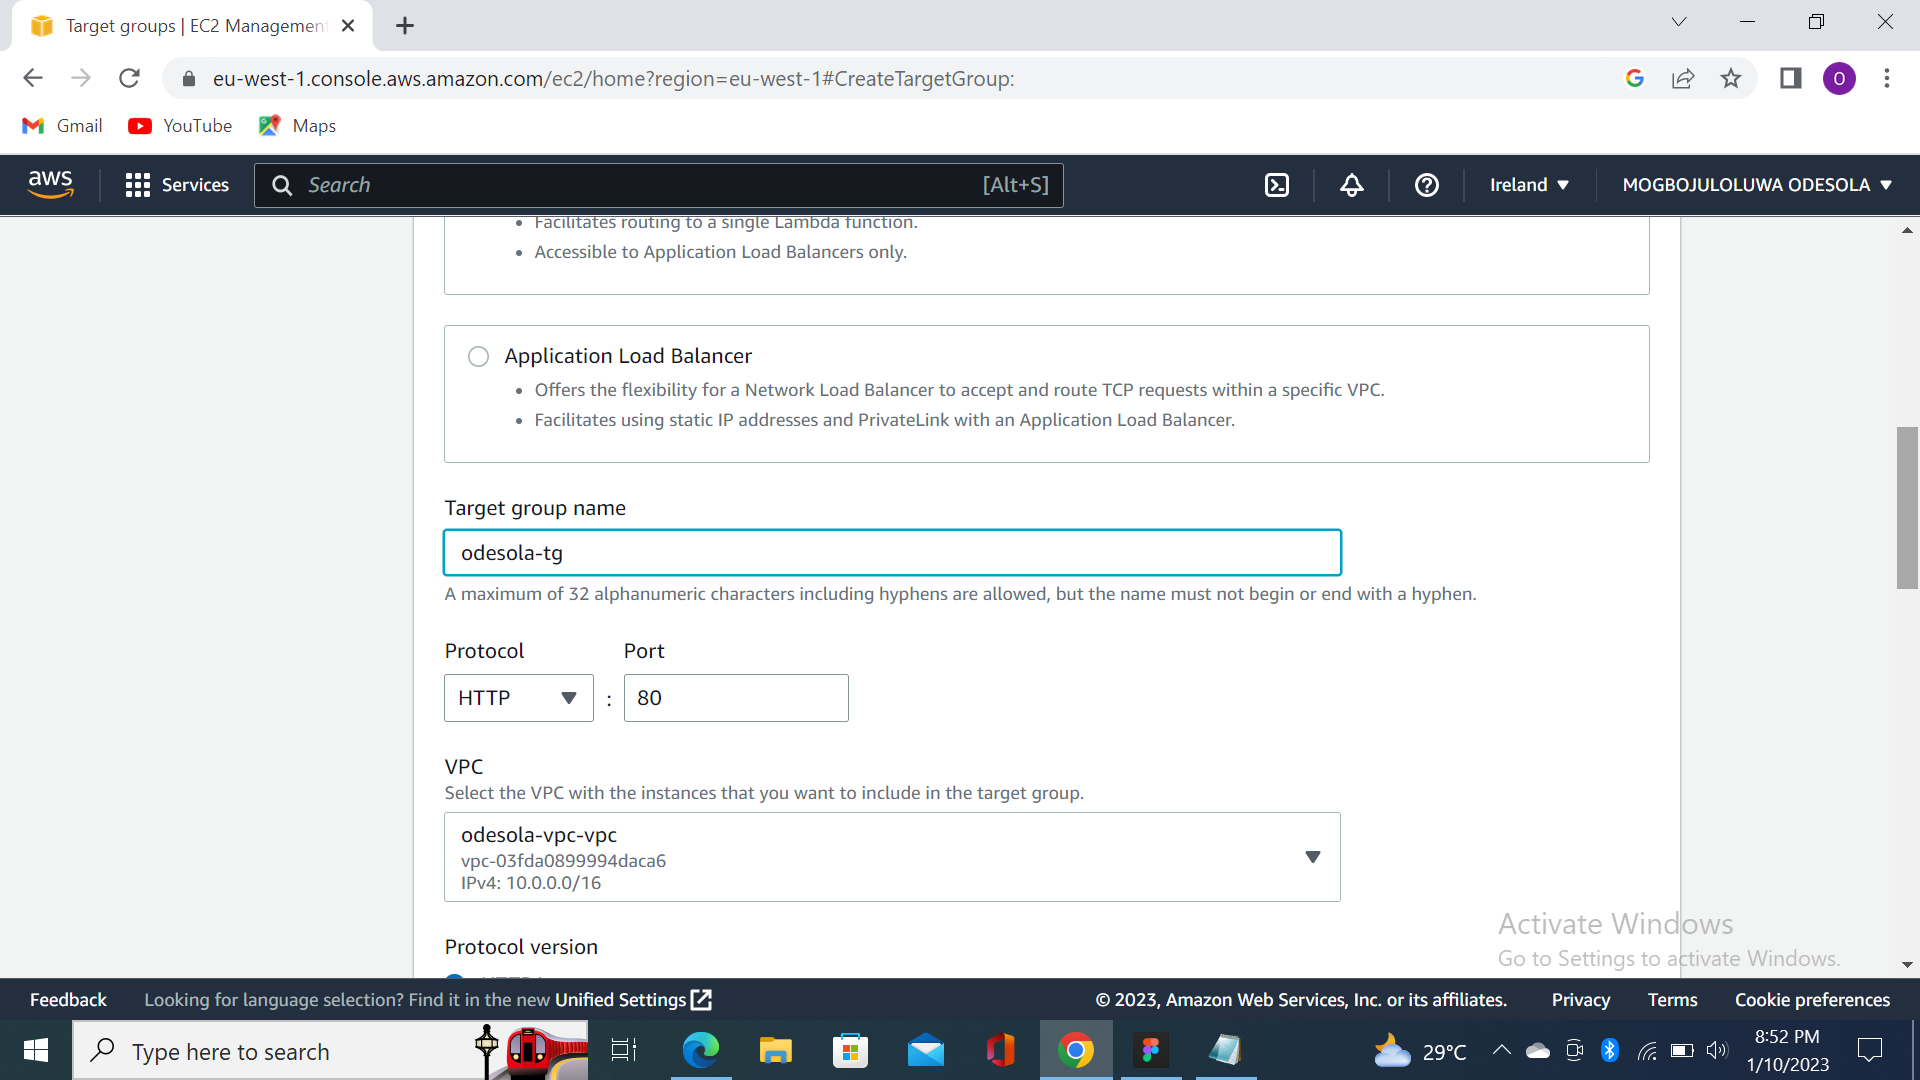 Target groups | EC2 Management
eu-west-1.console.aws.amazon.com/ec2/home?region=eu-west-1#CreateTargetGroup:
O
Gmail YouTube Maps
aws Services Search [Alt+S] Ireland MOGBOJULOLUWA ODESOLA
Facilitates routing to a single Lambda function.
Accessible to Application Load Balancers only.
Application Load Balancer
Offers the flexibility for a Network Load Balancer to accept and route TCP requests within a specific VPC.
Facilitates using static IP addresses and PrivateLink with an Application Load Balancer.
Target group name
odesola-tg
A maximum of 32 alphanumeric characters including hyphens are allowed, but the name must not begin or end with a hyphen.
Protocol Port
HTTP : 80
VPC
Select the VPC with the instances that you want to include in the target group.
odesola-vpc-vpc
vpc-03fda0899994daca6
IPv4: 10.0.0.0/16
Protocol version
Activate Windows
Go to Settings to activate Windows.
Feedback Looking for language selection? Find it in the new Unified Settings © 2023, Amazon Web Services, Inc. or its affiliates. Privacy Terms Cookie preferences
Type here to search 29°C 8:52 PM
1/10/2023